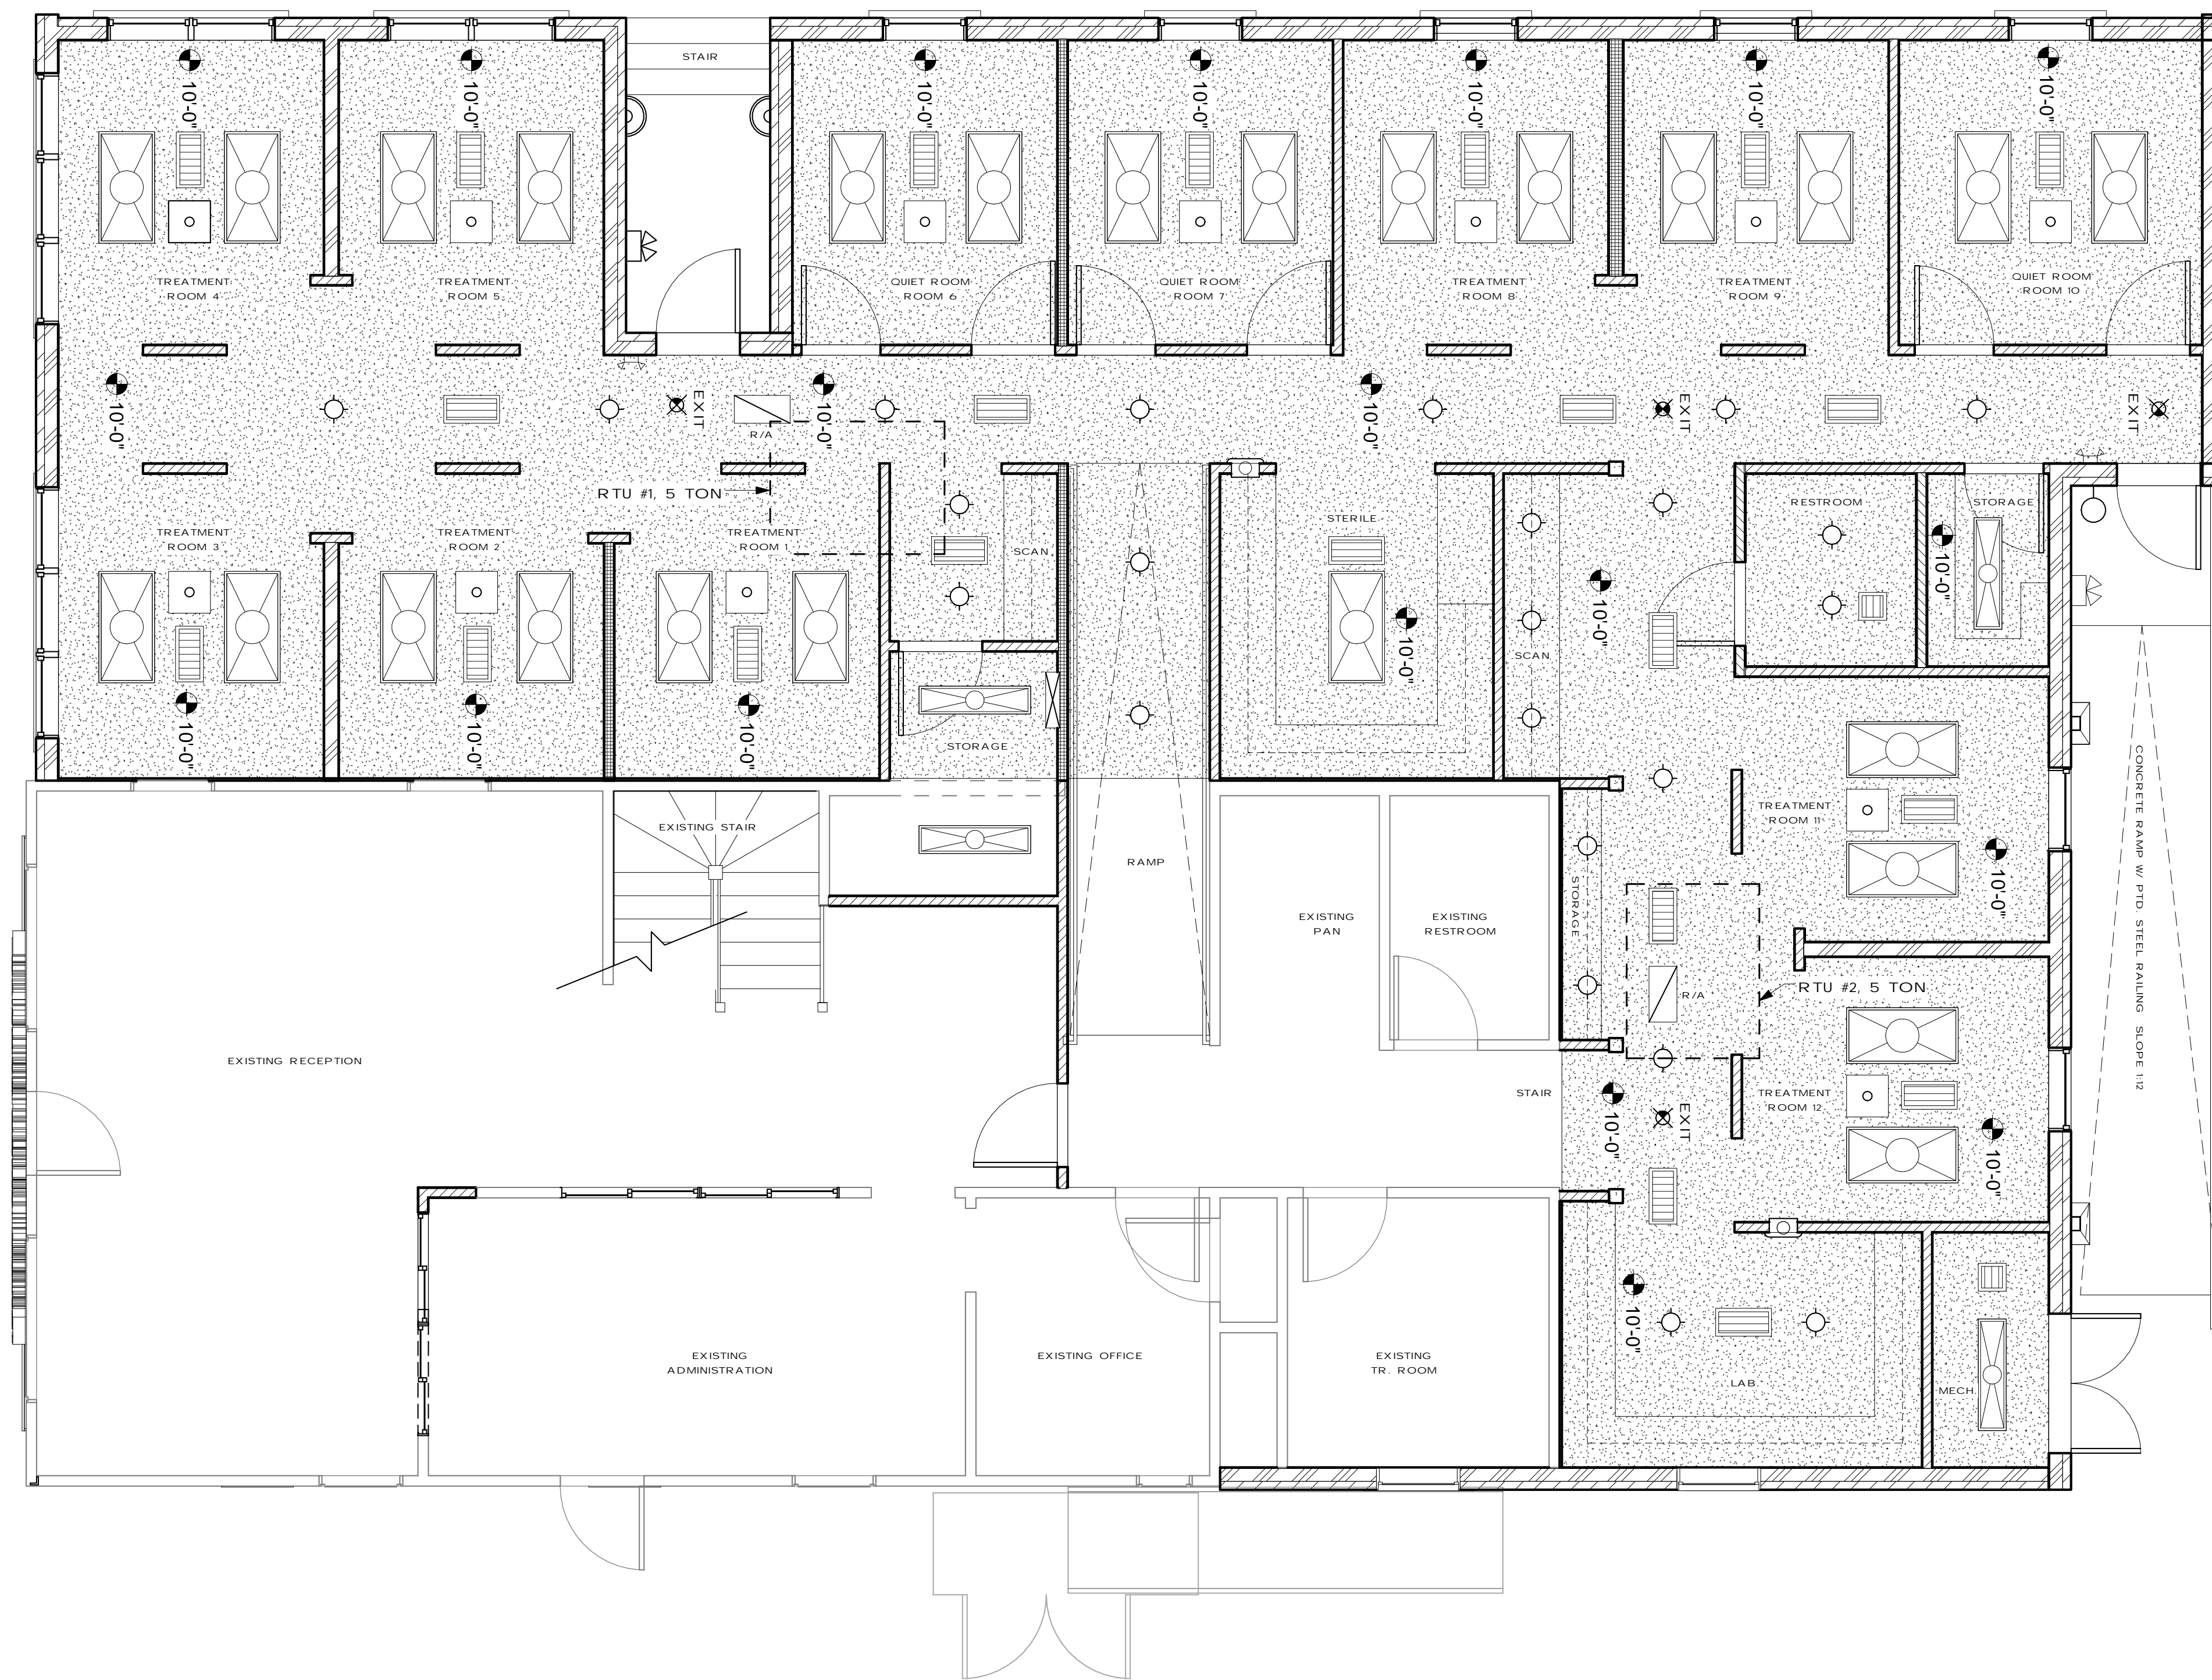 STAIR
10'-0"
10'-0"
10'-0"
10'-0"
10'-0"
10'-0"
10'-0"
TREATMENT
ROOM 4
TREATMENT
ROOM 5
QUIET ROOM
ROOM 6
QUIET ROOM
ROOM 7
TREATMENT
ROOM 8
TREATMENT
ROOM 9
QUIET ROOM
ROOM 10
10'-0"
EXIT
R/A
10'-0"
10'-0"
EXIT
EXIT
RTU #1, 5 TON
TREATMENT
ROOM 3
TREATMENT
ROOM 2
TREATMENT
ROOM 1
SCAN
STERILE
RESTROOM
STORAGE
10'-0"
10'-0"
10'-0"
SCAN
10'-0"
10'-0"
10'-0"
STORAGE
EXISTING STAIR
RAMP
EXISTING
PAN
EXISTING
RESTROOM
STORAGE
TREATMENT
ROOM 11
10'-0"
CONCRETE RAMP W/ PTD. STEEL RAILING SLOPE 1:12
R/A
RTU #2, 5 TON
EXISTING RECEPTION
STAIR
10'-0"
EXIT
TREATMENT
ROOM 12
10'-0"
10'-0"
EXISTING
ADMINISTRATION
EXISTING OFFICE
EXISTING
TR. ROOM
LAB
MECH.